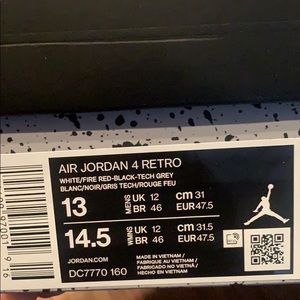 AIR JORDAN 4 RETRO
WHITE/FIRE RED-BLACK-TECH GREY
BLANC/NOIR/GRIS TECH/ROUGE FEU
13 MENS UK 12 cm 31
BR 46 EUR 47.5
14.5 WMNS UK 12 cm 31.5
BR 46 EUR 47.5
JORDAN.COM
DC7770 160
MADE IN VIETNAM /
FABRIQUE AU VIETNAM /
FABRICADO NO VIETNÃ /
HECHO EN VIETNAM